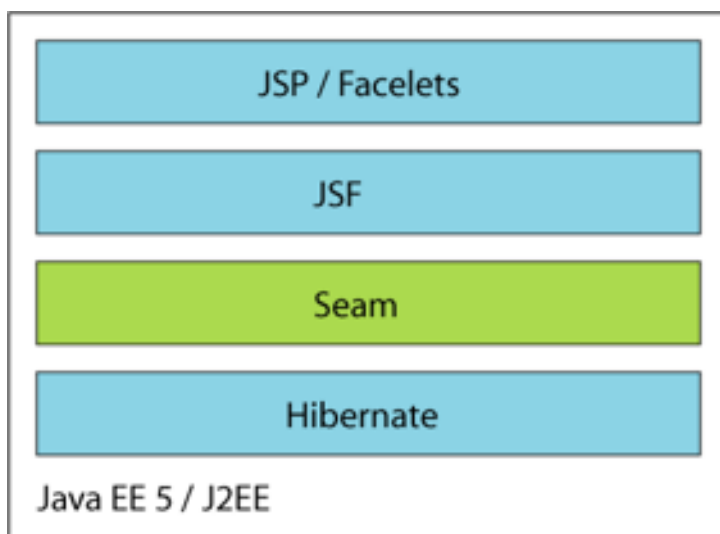 JSP / Facelets
JSF
Seam
Hibernate
Java EE 5 / J2EE